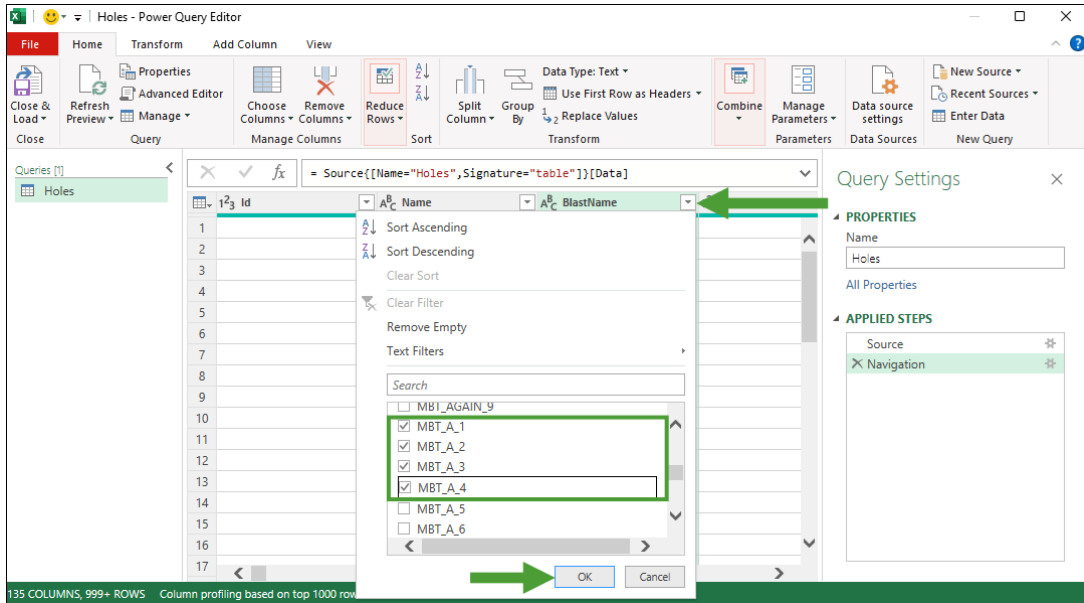 Holes - Power Query Editor
File Home Transform Add Column View
Close & Load
Refresh Preview
Properties
Advanced Editor
Manage
Choose Columns
Remove Columns
Reduce Rows
Split Column
Group By
Data Type: Text
Use First Row as Headers
Replace Values
Combine
Manage Parameters
Data source settings
New Source
Recent Sources
Enter Data
Close Query Manage Columns Sort Transform Parameters Data Sources New Query
Queries [1]
Holes
fx = Source{[Name="Holes",Signature="table"]}[Data]
1²3 Id ABC Name ABC BlastName
1
2
3
4
5
6
7
8
9
10
11
12
13
14
15
16
17
Sort Ascending
Sort Descending
Clear Sort
Clear Filter
Remove Empty
Text Filters
Search
MBT_AGAIN_9
MBT_A_1
MBT_A_2
MBT_A_3
MBT_A_4
MBT_A_5
MBT_A_6
OK Cancel
Query Settings
PROPERTIES
Name
Holes
All Properties
APPLIED STEPS
Source
Navigation
135 COLUMNS, 999+ ROWS Column profiling based on top 1000